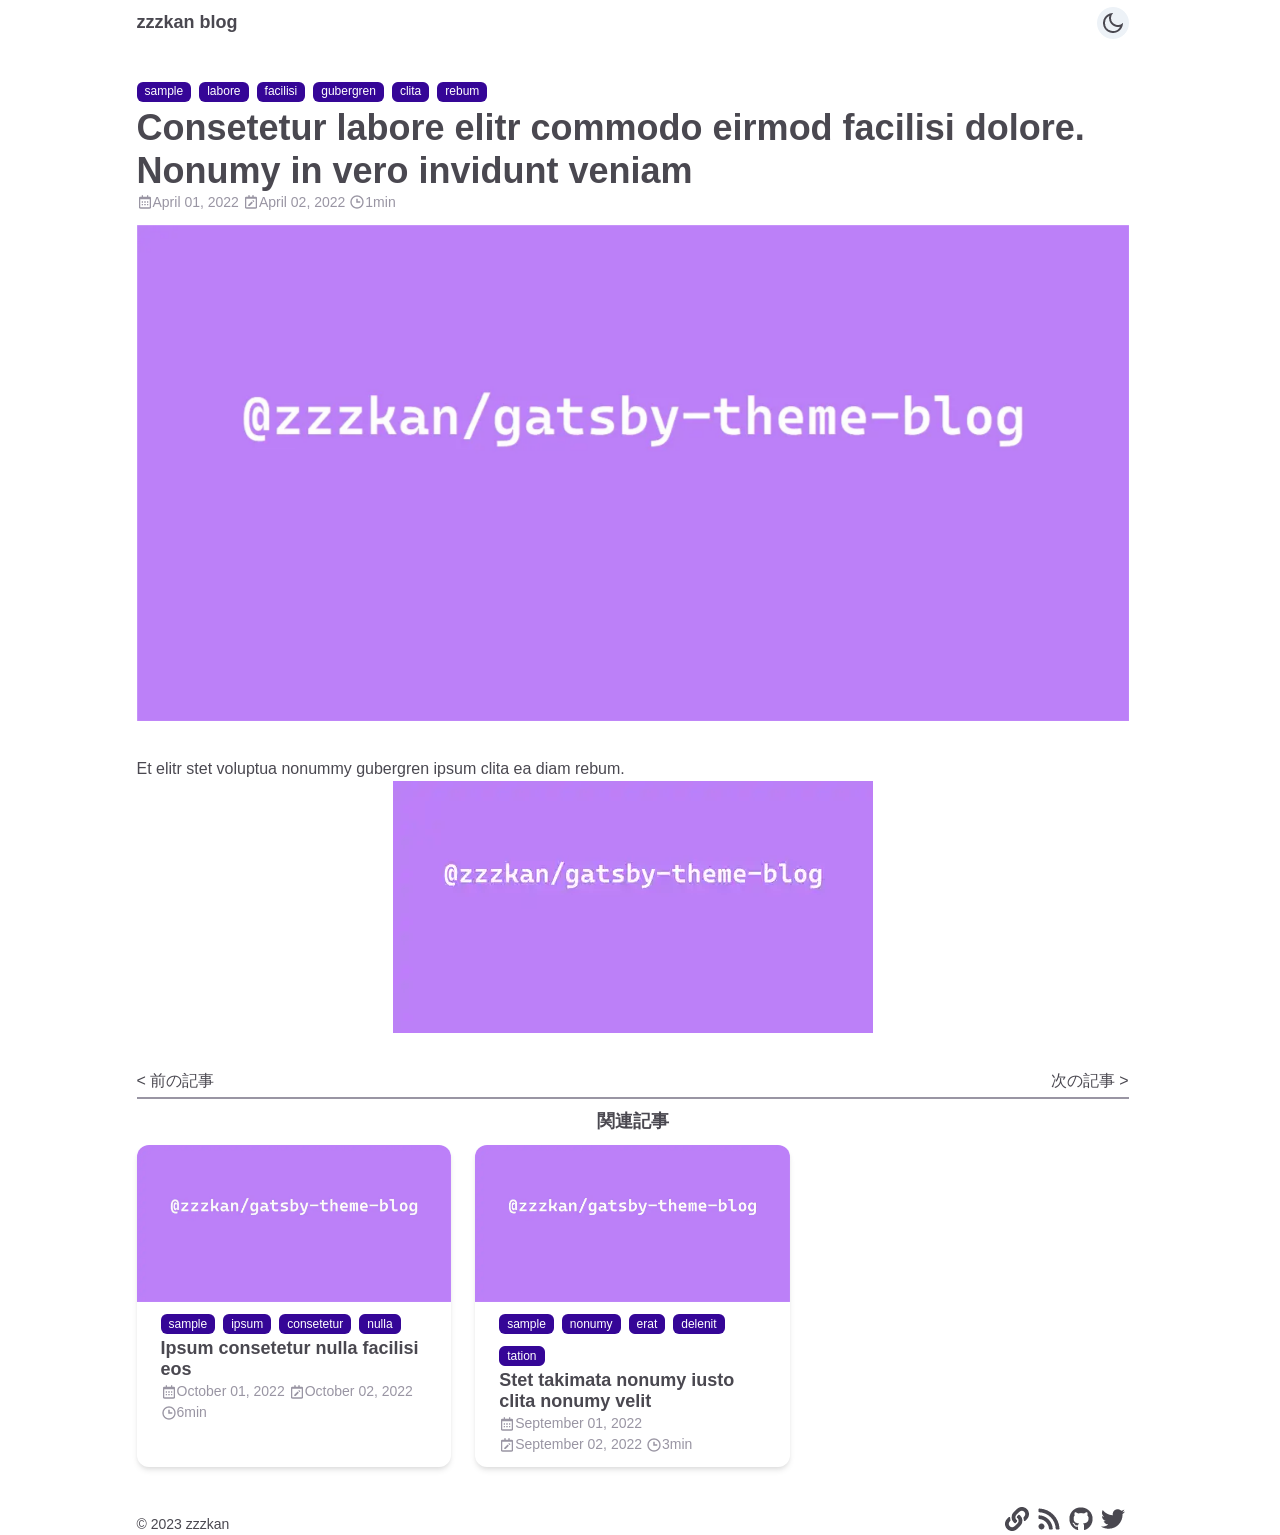 zzzkan blog
sample labore facilisi gubergren clita rebum
Consetetur labore elitr commodo eirmod facilisi dolore.
Nonumy in vero invidunt veniam
April 01, 2022 April 02, 2022 1min
@zzzkan/gatsby-theme-blog
Et elitr stet voluptua nonummy gubergren ipsum clita ea diam rebum.
@zzzkan/gatsby-theme-blog
< 前の記事
次の記事 >
関連記事
@zzzkan/gatsby-theme-blog
sample ipsum consetetur nulla
Ipsum consetetur nulla facilisi
eos
October 01, 2022 October 02, 2022
6min
@zzzkan/gatsby-theme-blog
sample nonumy erat delenit
tation
Stet takimata nonumy iusto
clita nonumy velit
September 01, 2022
September 02, 2022 3min
© 2023 zzzkan